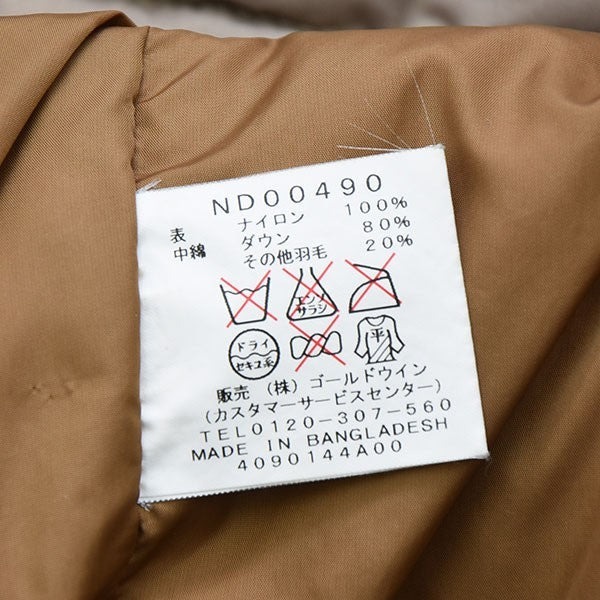 ND00490
表 ナイロン 100%
中綿 ダウン 80%
その他羽毛 20%
エンソ
サラシ
ドライ
セキユ系
平
販売 (株) ゴールドウイン
(カスタマーサービスセンター)
TEL0120-307-560
MADE IN BANGLADESH
4090144A00